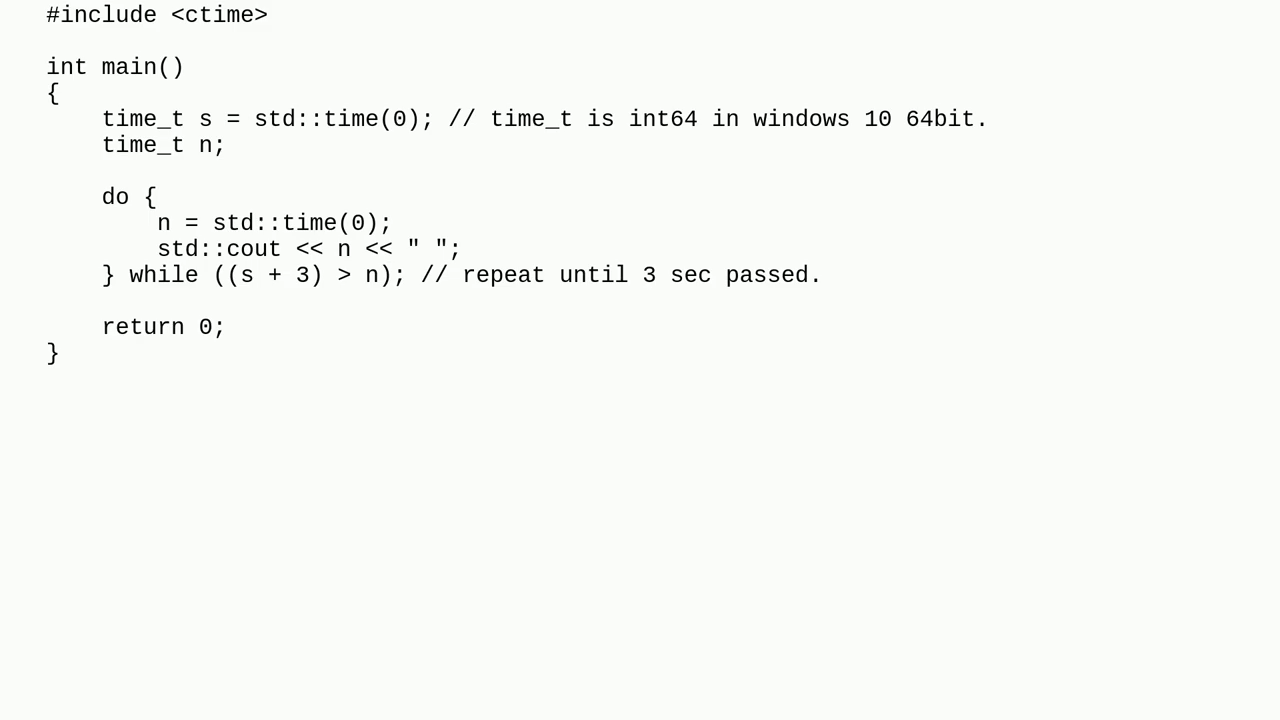 #include <ctime>
int main()
{
time_t s = std::time(0); // time_t is int64 in windows 10 64bit.
time_t n;
do {
n = std::time(0);
std::cout << n << " ";
} while ((s + 3) > n); // repeat until 3 sec passed.
return 0;
}